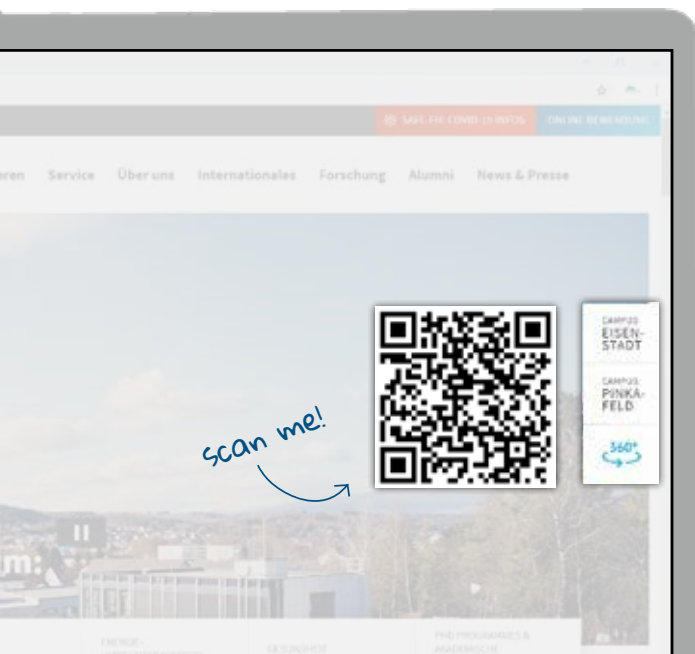 SAFE-FH: COVID-19 INFOS ONLINE BEWERBUNG
Service Über uns Internationales Forschung Alumni News & Presse
CAMPUS
EISEN-
STADT
CAMPUS
PINKA-
FELD
360°
scan me!
ENERGIE-
GESUNDHEIT
PHD PROGRAMMES &
AKADEMISCHE